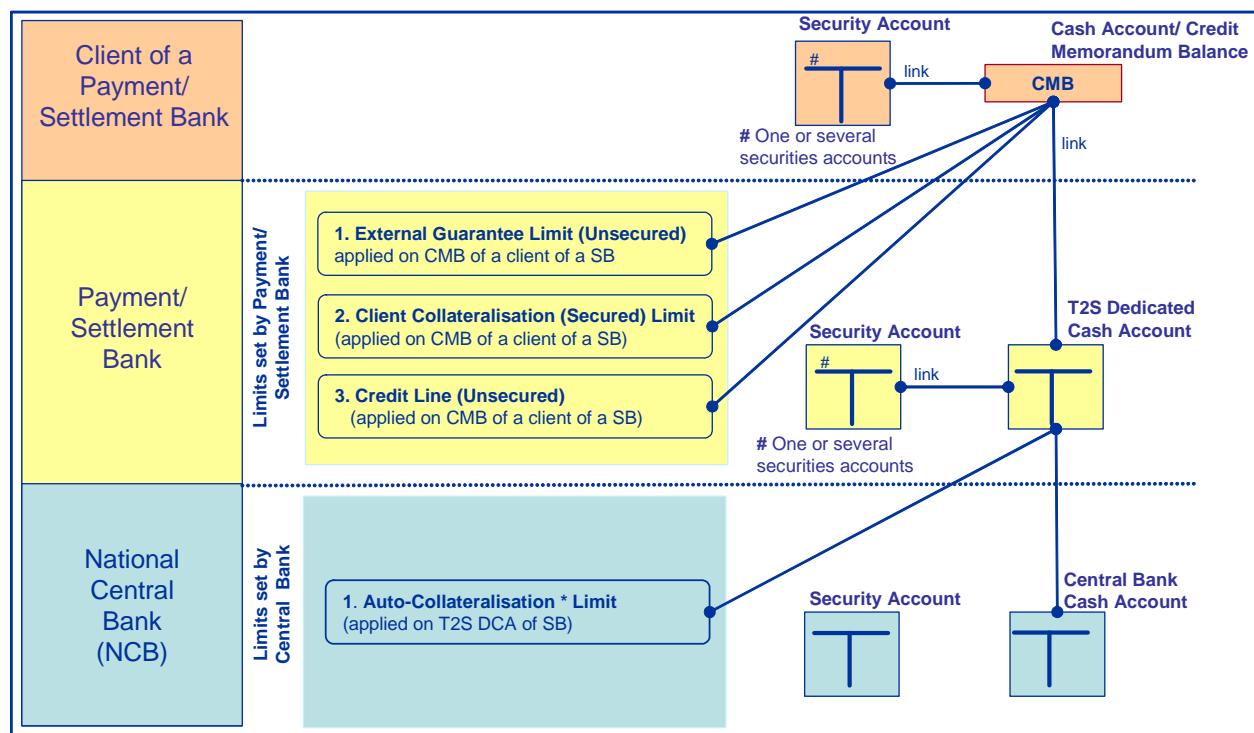 Client of a
Payment/
Settlement Bank
Security Account
#
link
Cash Account/ Credit
Memorandum Balance
CMB
# One or several
securities accounts
link
Payment/
Settlement
Bank
Limits set by Payment/
Settlement Bank
1. External Guarantee Limit (Unsecured)
applied on CMB of a client of a SB
2. Client Collateralisation (Secured) Limit
(applied on CMB of a client of a SB)
3. Credit Line (Unsecured)
(applied on CMB of a client of a SB)
Security Account
#
link
T2S Dedicated
Cash Account
# One or several
securities accounts
National
Central
Bank
(NCB)
Limits set by
Central Bank
1. Auto-Collateralisation * Limit
(applied on T2S DCA of SB)
Security Account
Central Bank
Cash Account